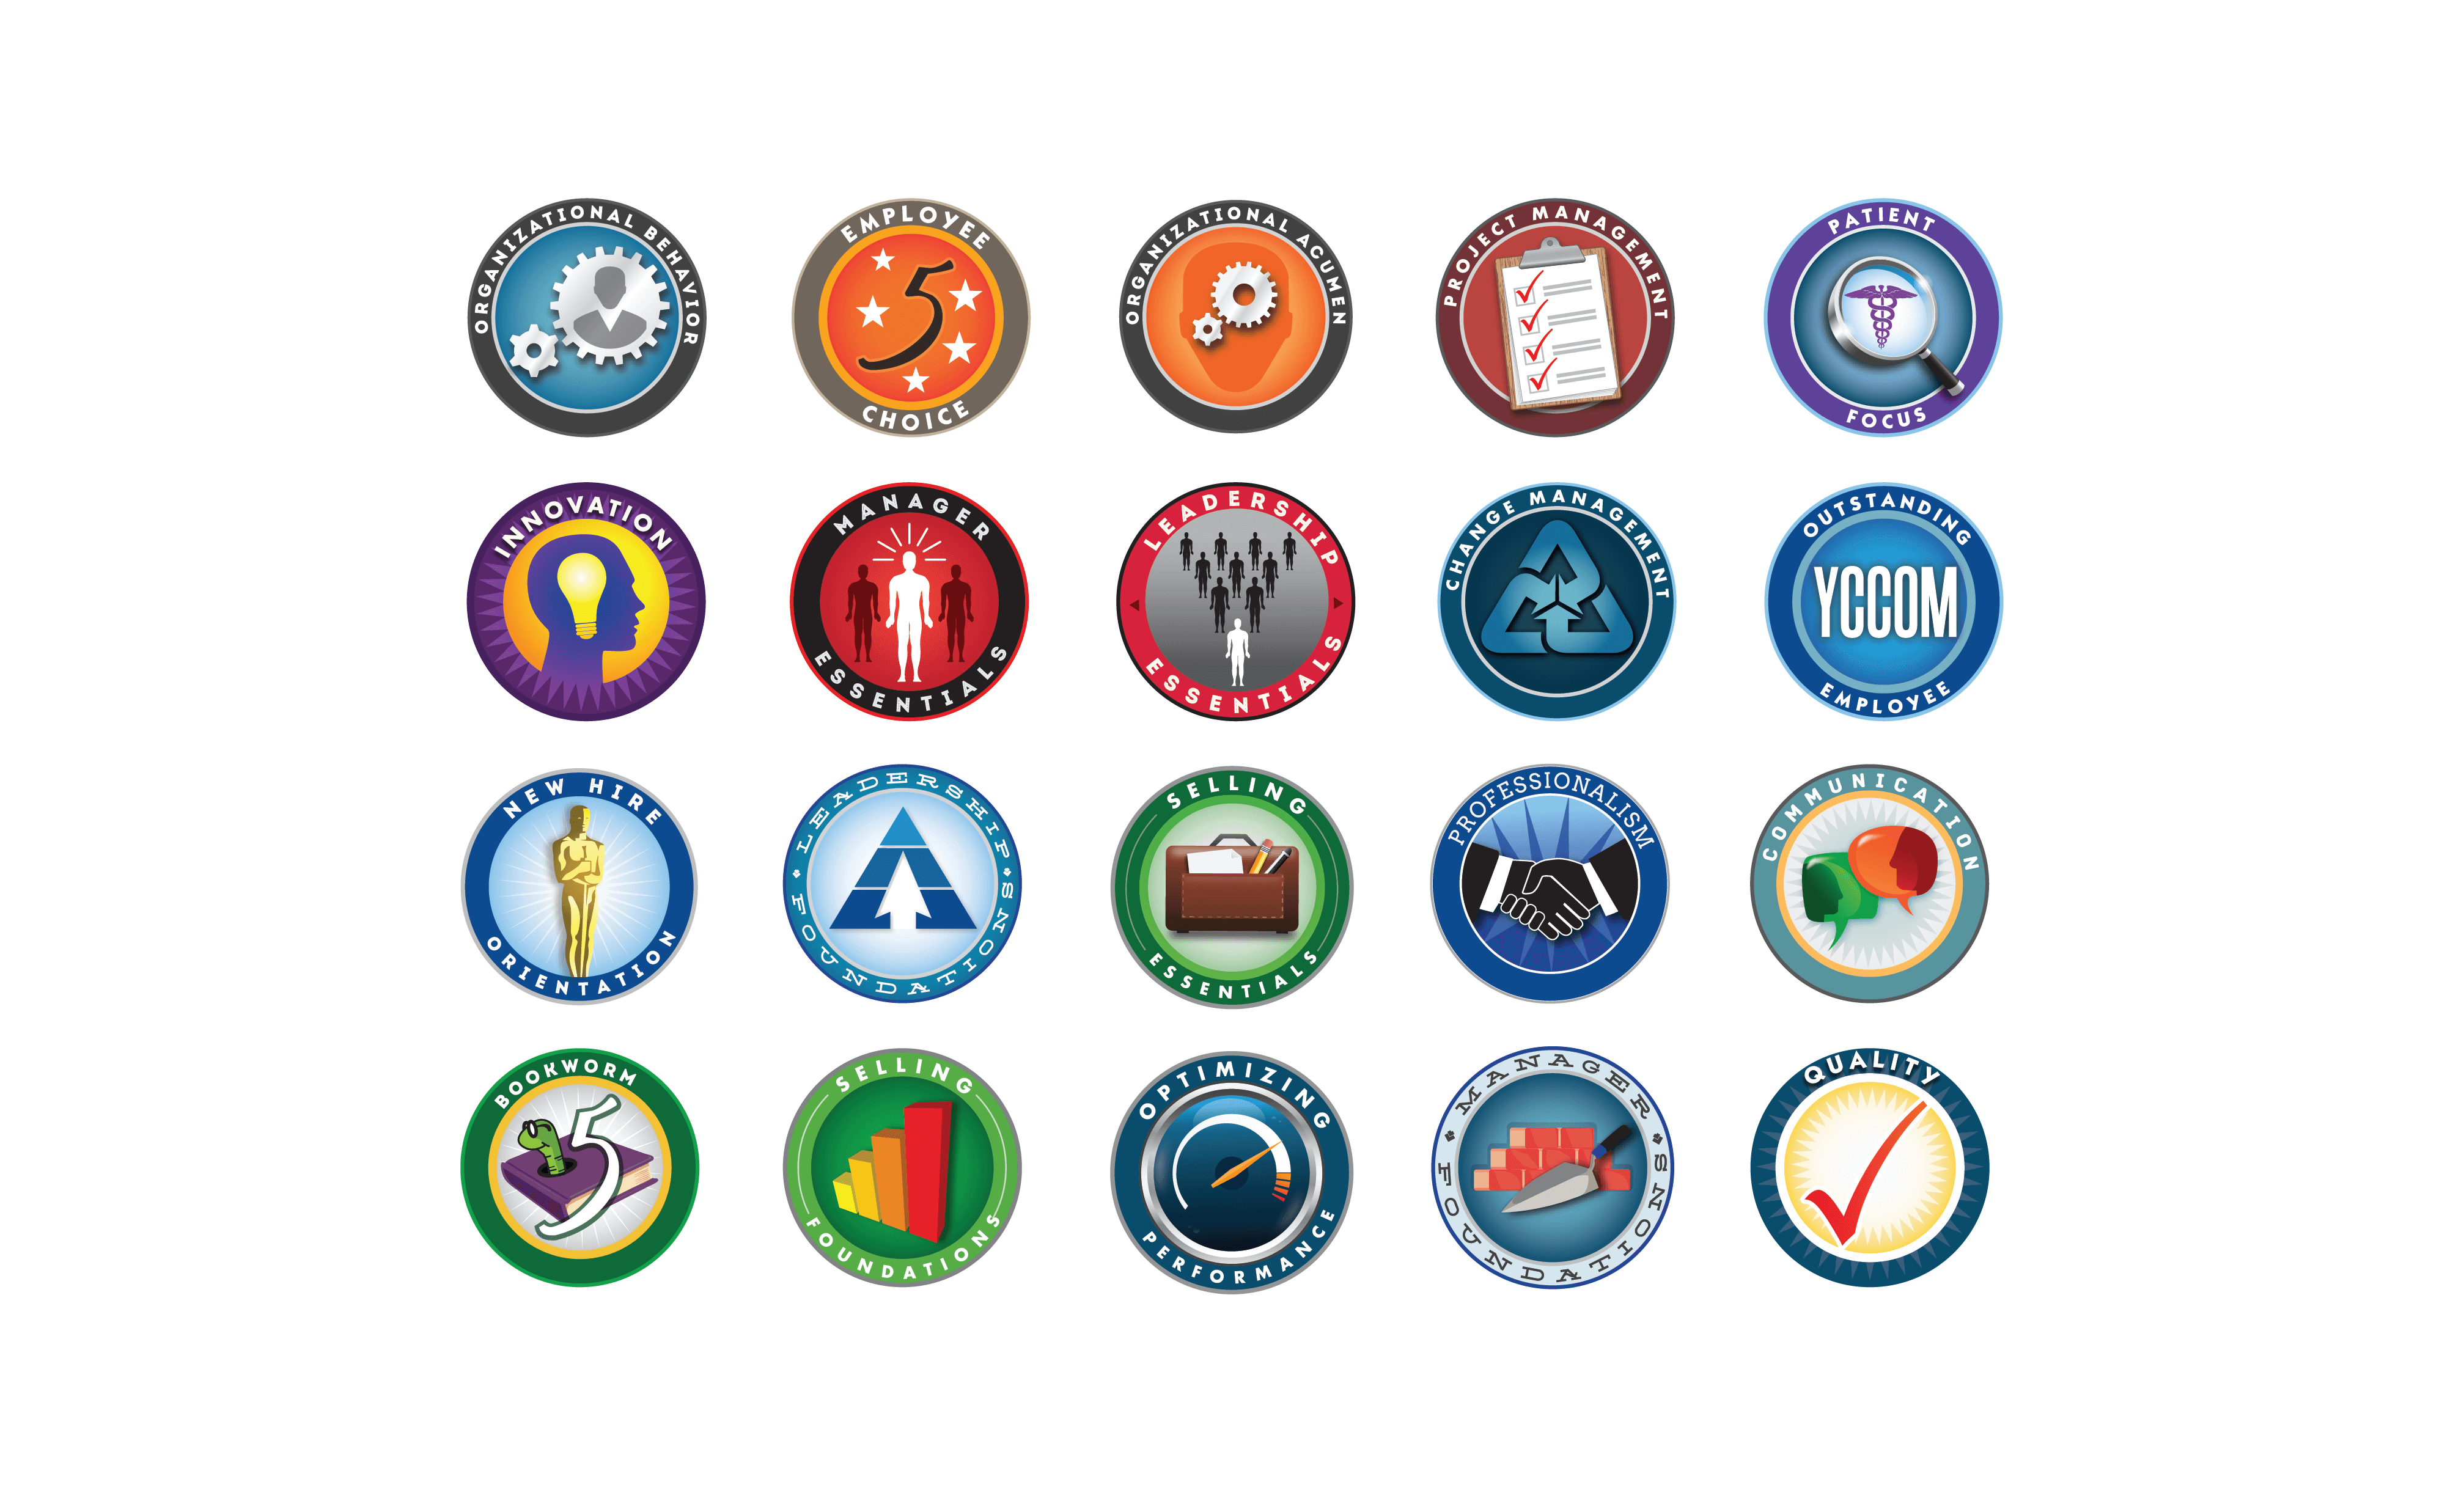 ORGANIZATIONAL BEHAVIOR
EMPLOYEE
5
CHOICE
ORGANIZATIONAL ACUMEN
PROJECT MANAGEMENT
PATIENT
FOCUS
INNOVATION
MANAGER
ESSENTIALS
LEADERSHIP
ESSENTIALS
CHANGE MANAGEMENT
OUTSTANDING
YCCOM
EMPLOYEE
NEW HIRE
ORIENTATION
LEADERSHIP
FOUNDATIONS
SELLING
ESSENTIALS
PROFESSIONALISM
COMMUNICATION
BOOKWORM
5
SELLING
FOUNDATIONS
OPTIMIZING
PERFORMANCE
MANAGER
FOUNDATIONS
QUALITY